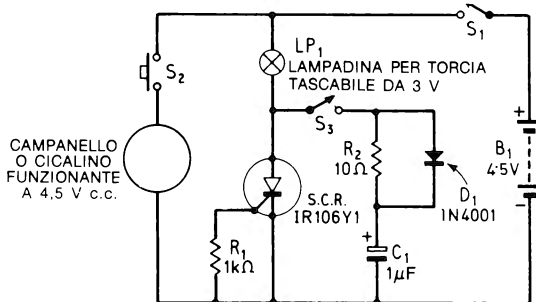 S1
LP1
S2
LAMPADINA PER TORCIA
TASCABILE DA 3 V
S3
CAMPANELLO
O CICALINO
FUNZIONANTE
A 4,5 V c.c.
R2
10Ω
+
B1
4·5V
−
S.C.R.
IR106Y1
D1
1N4001
R1
1kΩ
+
C1
1μF